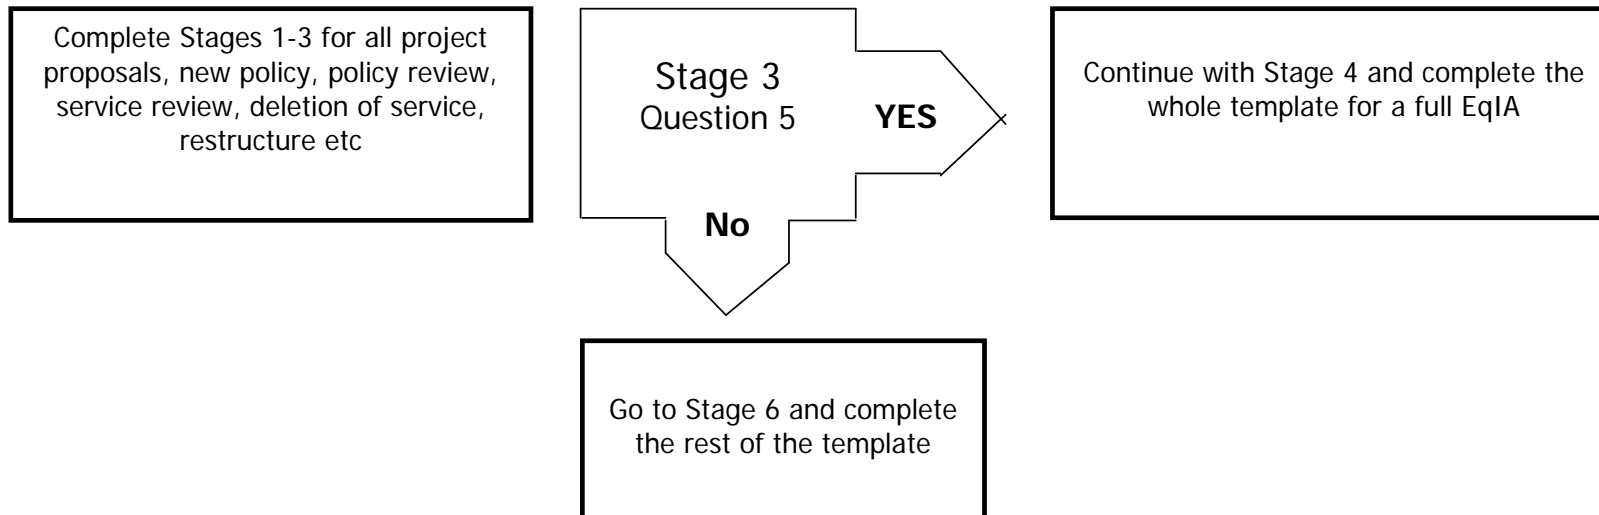 Complete Stages 1-3 for all project
proposals, new policy, policy review,
service review, deletion of service,
restructure etc
Stage 3
Question 5
YES
No
Continue with Stage 4 and complete the
whole template for a full EqIA
Go to Stage 6 and complete
the rest of the template